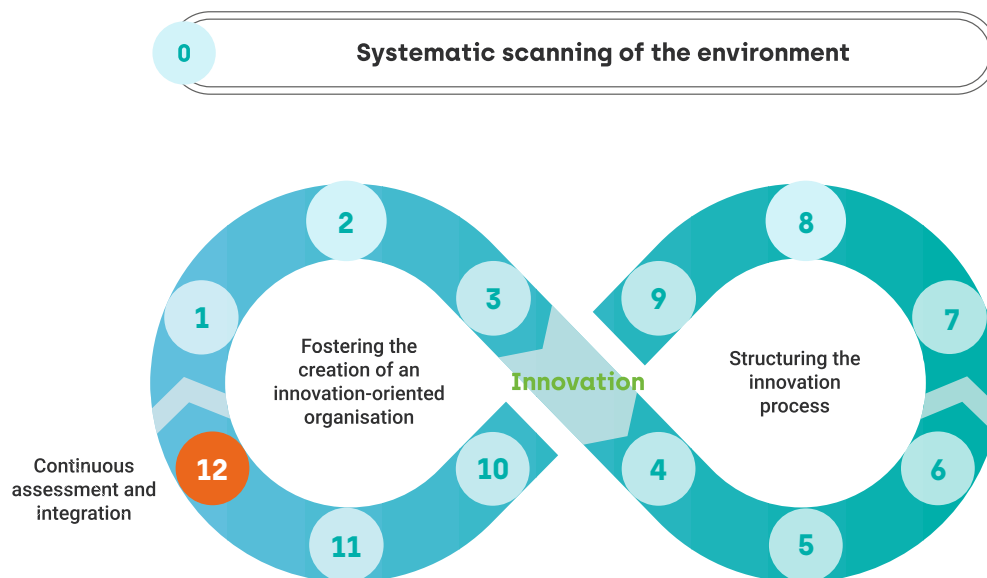 0
Systematic scanning of the environment
2
8
3
9
1
7
Fostering the
creation of an
innovation-oriented
organisation
Innovation
Structuring the
innovation
process
12
10
4
6
Continuous
assessment and
integration
11
5